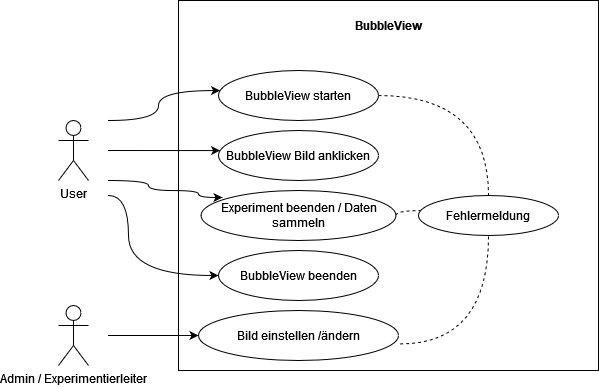 BubbleView
BubbleView starten
BubbleView Bild anklicken
User
Experiment beenden / Daten
sammeln
Fehlermeldung
BubbleView beenden
Bild einstellen /ändern
Admin / Experimentierleiter